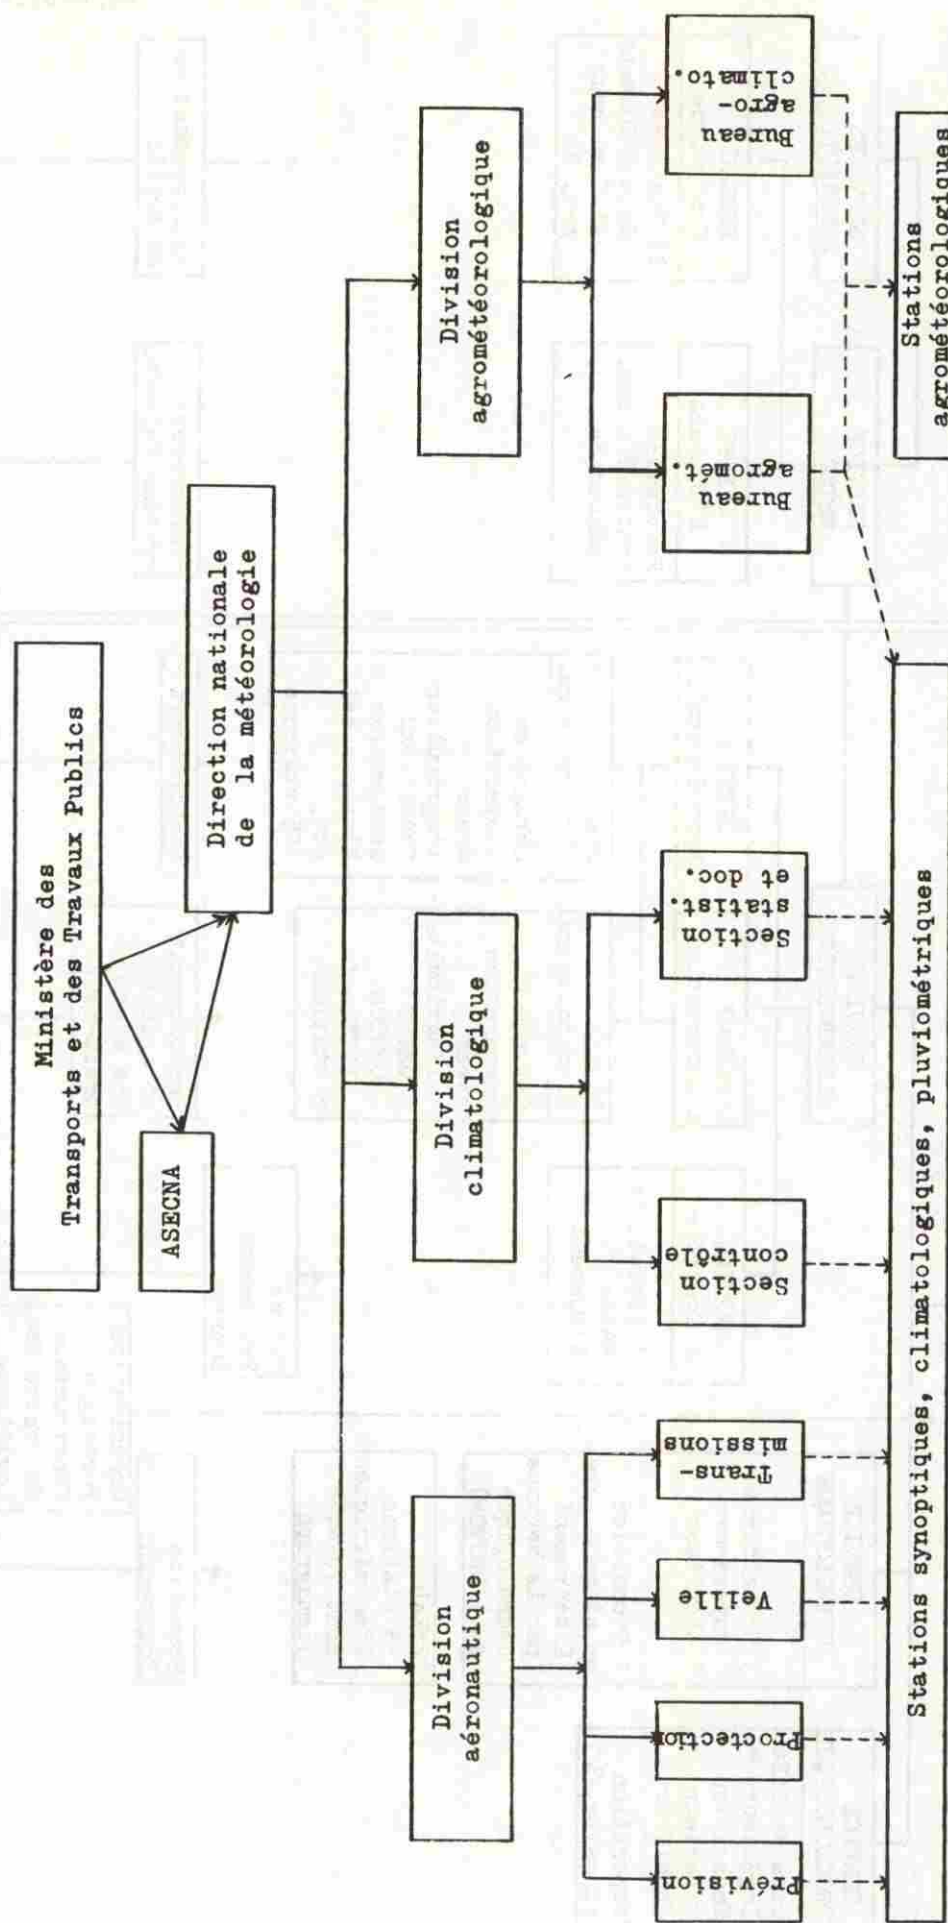 Ministère des
Transports et des Travaux Publics
ASECNA
Direction nationale
de la météorologie
Division
aéronautique
Division
climatologique
Division
agrométéorologique
Prévision
Proctection
Veille
Trans-
missions
Section
contrôle
Section
statist.
et doc.
Bureau
agromét.
Bureau
agro-
climato.
Stations synoptiques, climatologiques, pluviométriques
Stations
agrométéorologiques